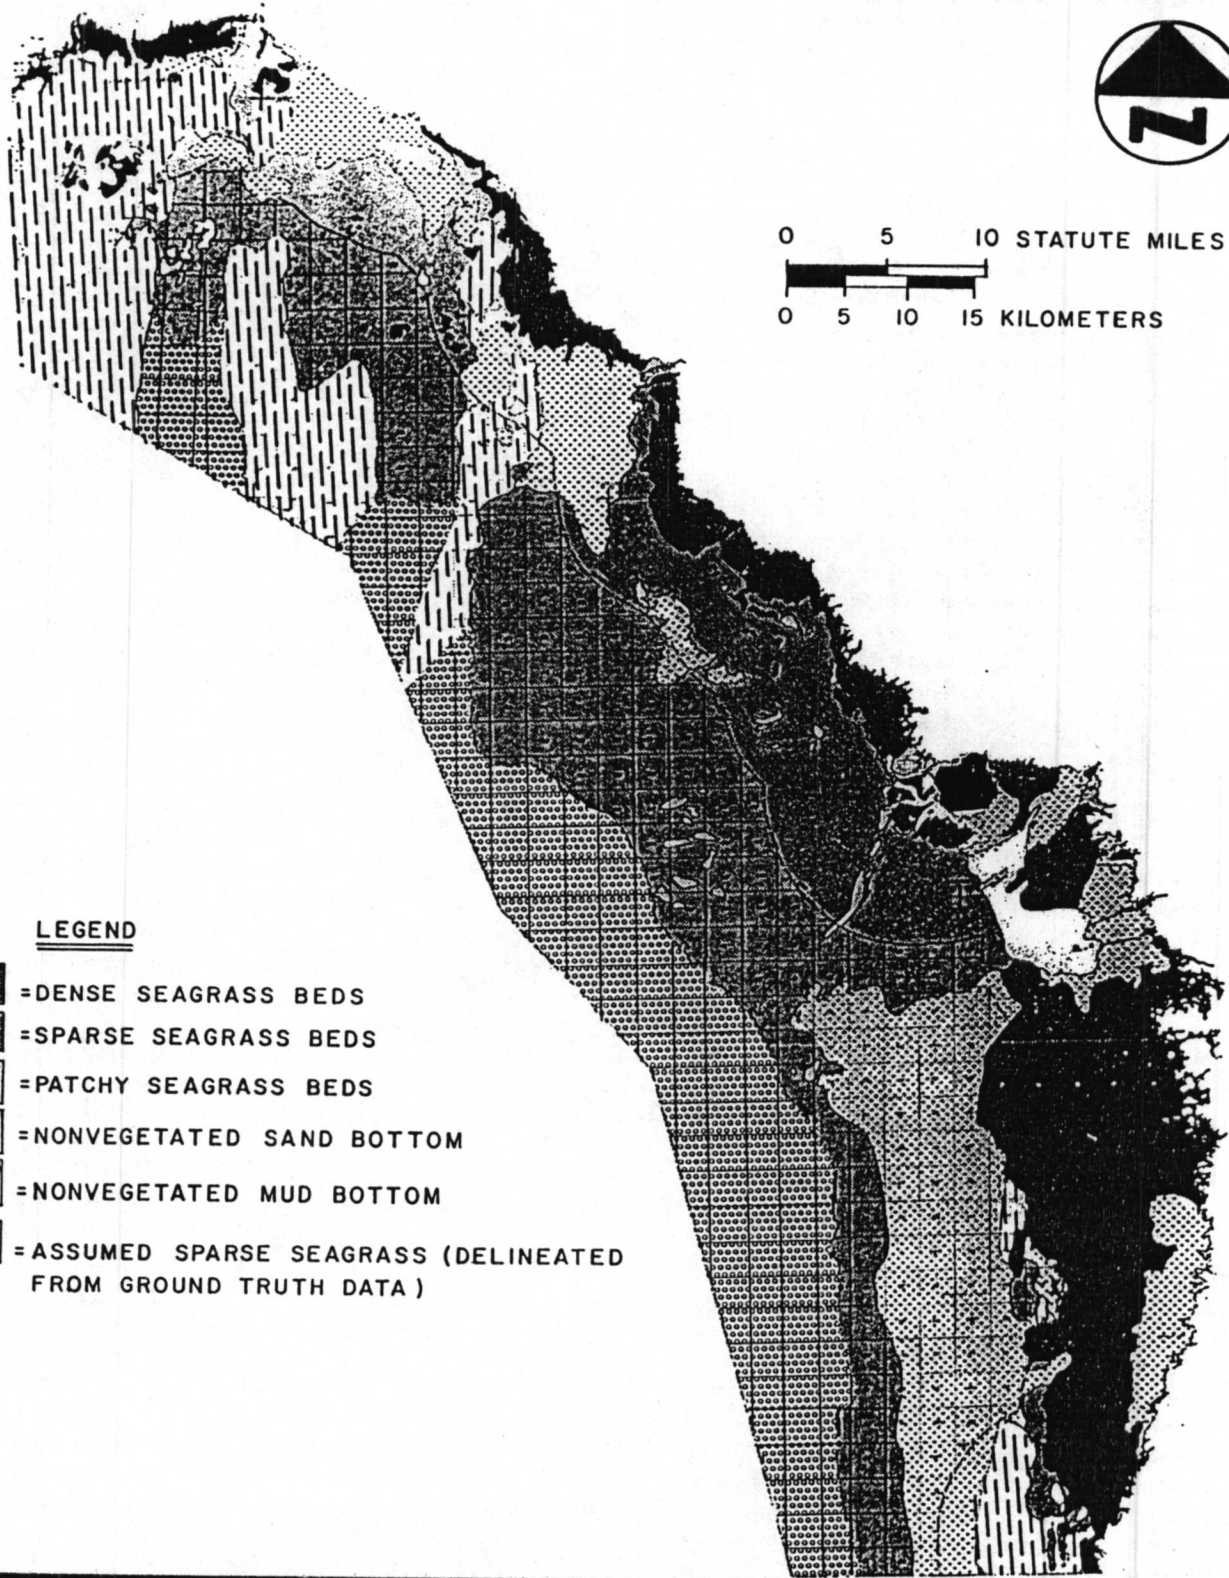 N
0 5 10 STATUTE MILES
0 5 10 15 KILOMETERS
LEGEND
=DENSE SEAGRASS BEDS
=SPARSE SEAGRASS BEDS
=PATCHY SEAGRASS BEDS
=NONVEGETATED SAND BOTTOM
=NONVEGETATED MUD BOTTOM
=ASSUMED SPARSE SEAGRASS (DELINEATED
FROM GROUND TRUTH DATA)